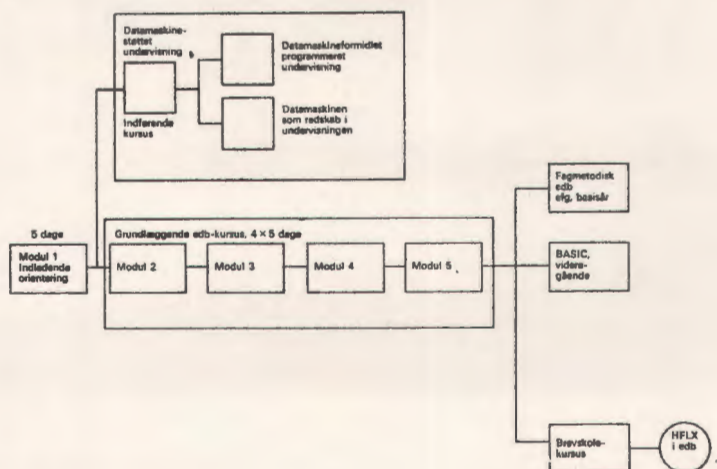 Datamaskine-
støttet
undervisning
Indførende
kursus
Datamaskineformidlet
programmeret
undervisning
Datamaskinen
som redskab i
undervisningen
5 dage
Modul 1
Indledende
orientering
Grundlæggende edb-kursus, 4 × 5 dage
Modul 2
Modul 3
Modul 4
Modul 5
Fagmetodisk
edb
efg, basisår
BASIC,
videre-
gående
Brevskole-
kursus
HFLX
i edb